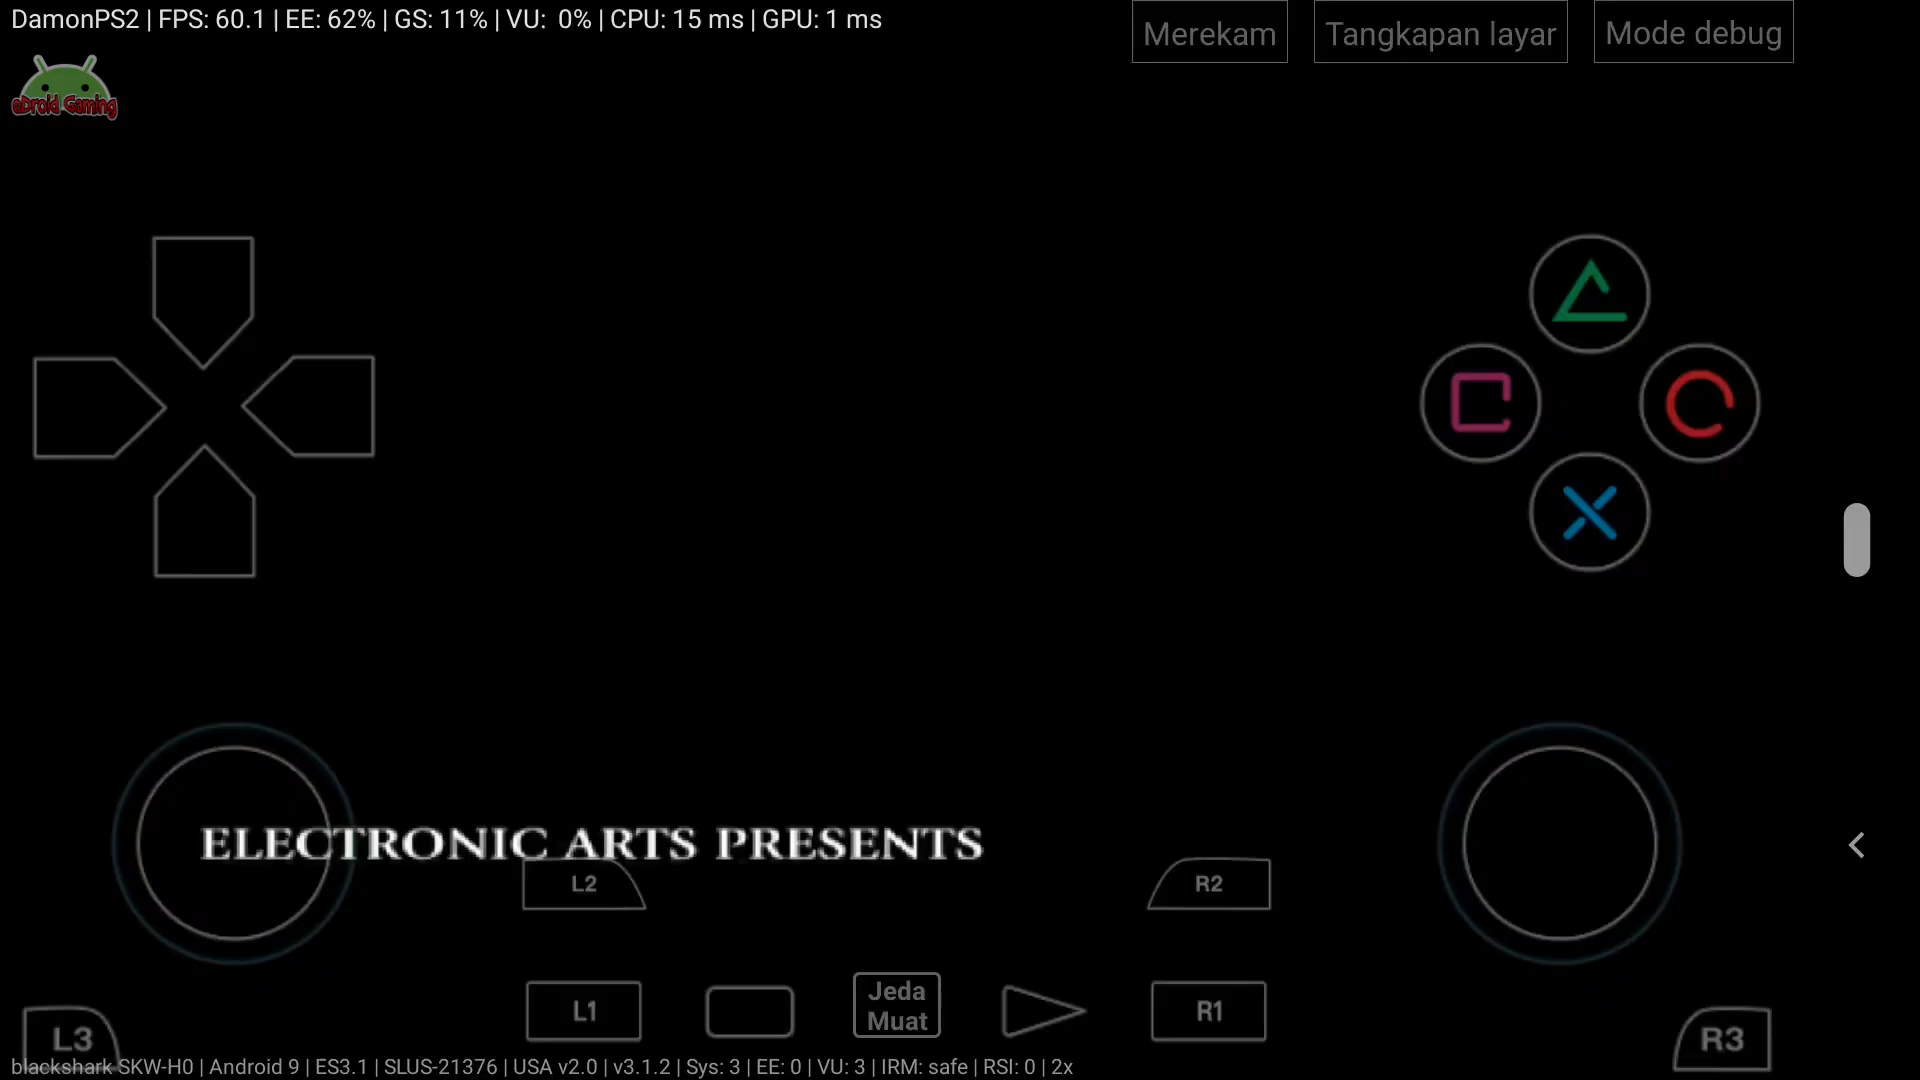 DamonPS2 | FPS: 60.1 | EE: 62% | GS: 11% | VU:  0% | CPU: 15 ms | GPU: 1 ms
Merekam
Tangkapan layar
Mode debug
eDroid Gaming
ELECTRONIC ARTS PRESENTS
L2
R2
L1
Jeda
Muat
R1
L3
R3
blackshark SKW-H0 | Android 9 | ES3.1 | SLUS-21376 | USA v2.0 | v3.1.2 | Sys: 3 | EE: 0 | VU: 3 | IRM: safe | RSI: 0 | 2x